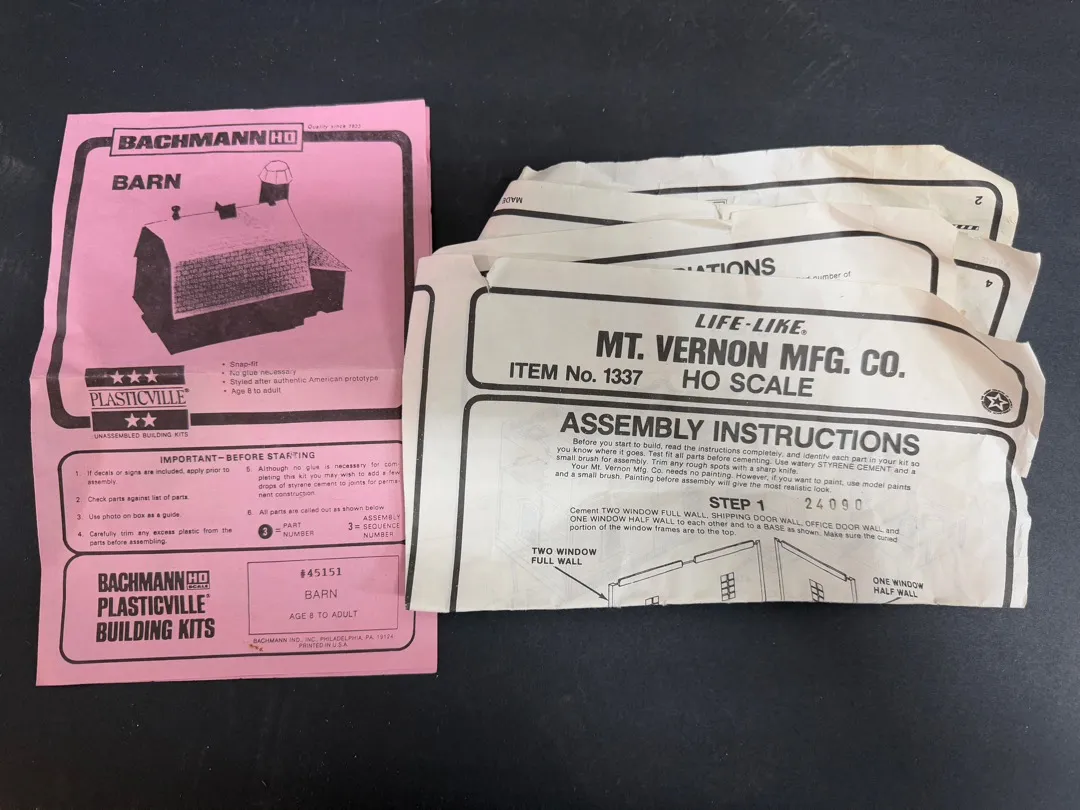 BACHMANN HO
Quality since 1833
BARN
• Snap-fit
• No glue necessary
• Styled after authentic American prototype
• Age 8 to adult
PLASTICVILLE®
UNASSEMBLED BUILDING KITS
IMPORTANT—BEFORE STARTING
1. If decals or signs are included, apply prior to
assembly.
2 Check parts against list of parts.
3. Use photo on box as a guide.
4. Carefully trim any excess plastic from the
parts before assembling.
5. Although no glue is necessary for com-
pleting this kit you may wish to add a few
drops of styrene cement to joints for perma-
nent construction.
6. All parts are called out as shown below
3 = PART
NUMBER
3 = ASSEMBLY
SEQUENCE
NUMBER
BACHMANN HO
SCALE
PLASTICVILLE®
BUILDING KITS
#45151
BARN
AGE 8 TO ADULT
BACHMANN IND., INC., PHILADELPHIA, PA. 19124
PRINTED IN U.S.A.
MADE
2
IATIONS
number of
4
LIFE-LIKE®
MT. VERNON MFG. CO.
ITEM No. 1337 HO SCALE
ASSEMBLY INSTRUCTIONS
Before you start to build, read the instructions completely, and identify each part in your kit so
you know where it goes. Test fit all parts before cementing. Use watery STYRENE CEMENT and a
small brush for assembly. Trim any rough spots with a sharp knife.
Your Mt. Vernon Mfg. Co. needs no painting. However, if you want to paint, use model paints
and a small brush. Painting before assembly will give the most realistic look.
STEP 1 24090
Cement TWO WINDOW FULL WALL, SHIPPING DOOR WALL, OFFICE DOOR WALL and
ONE WINDOW HALF WALL to each other and to a BASE as shown. Make sure the curved
portion of the window frames are to the top.
TWO WINDOW
FULL WALL
ONE WINDOW
HALF WALL